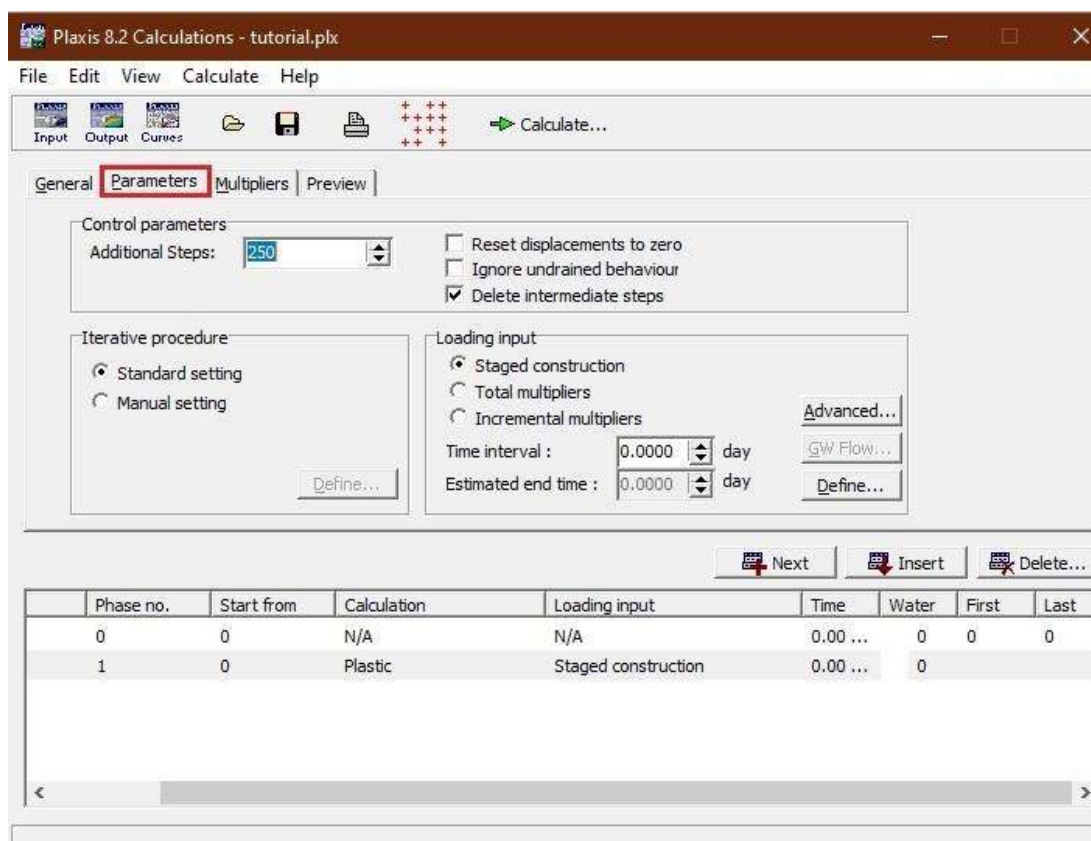 Plaxis 8.2 Calculations - tutorial.plx
File Edit View Calculate Help
Input Output Curves Calculate...
General Parameters Multipliers Preview
Control parameters
Additional Steps: 250
Reset displacements to zero
Ignore undrained behaviour
Delete intermediate steps
Iterative procedure
Standard setting
Manual setting
Define...
Loading input
Staged construction
Total multipliers
Incremental multipliers
Advanced...
Time interval : 0.0000 day GW Flow...
Estimated end time : 0.0000 day Define...
Next Insert Delete...
Phase no. Start from Calculation Loading input Time Water First Last
0 0 N/A N/A 0.00 ... 0 0 0
1 0 Plastic Staged construction 0.00 ... 0